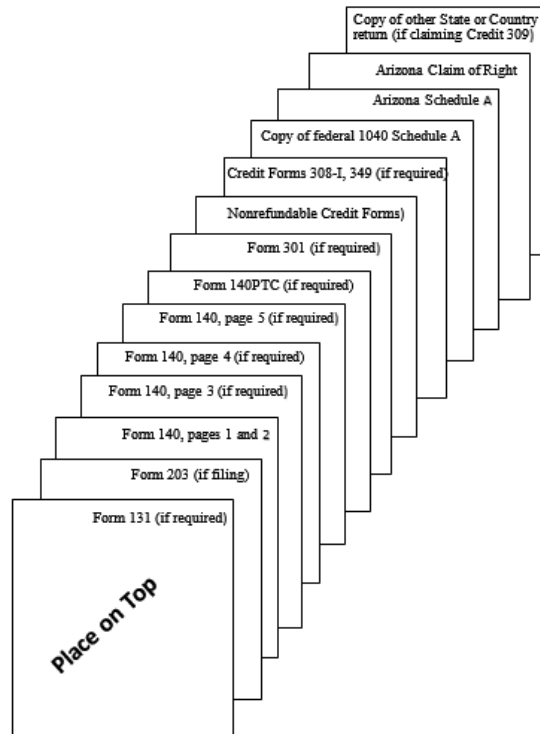 Copy of other State or Country
return (if claiming Credit 309)
Arizona Claim of Right
Arizona Schedule A
Copy of federal 1040 Schedule A
Credit Forms 308-I, 349 (if required)
Nonrefundable Credit Forms)
Form 301 (if required)
Form 140PTC (if required)
Form 140, page 5 (if required)
Form 140, page 4 (if required)
Form 140, page 3 (if required)
Form 140, pages 1 and 2
Form 203 (if filing)
Form 131 (if required)
Place on Top